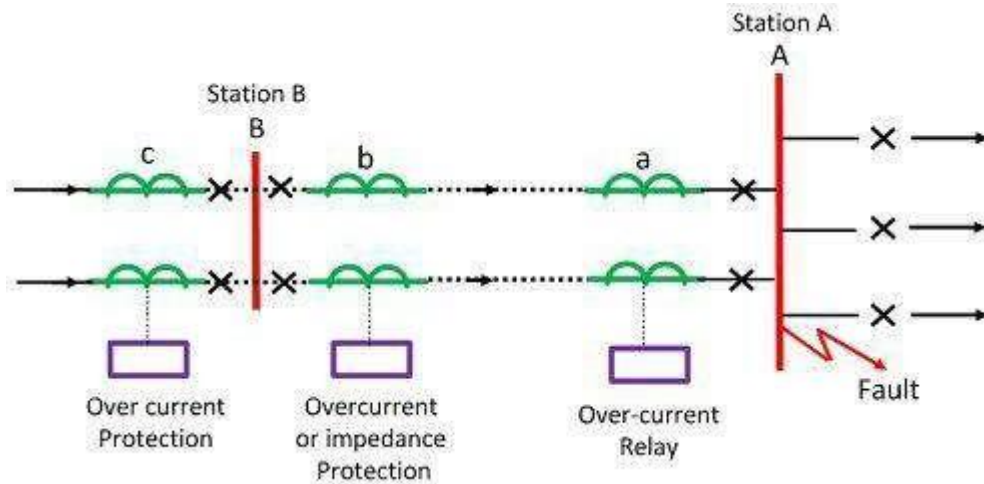 Station A
A
Station B
B
c
b
a
Over current
Protection
Overcurrent
or impedance
Protection
Over-current
Relay
Fault